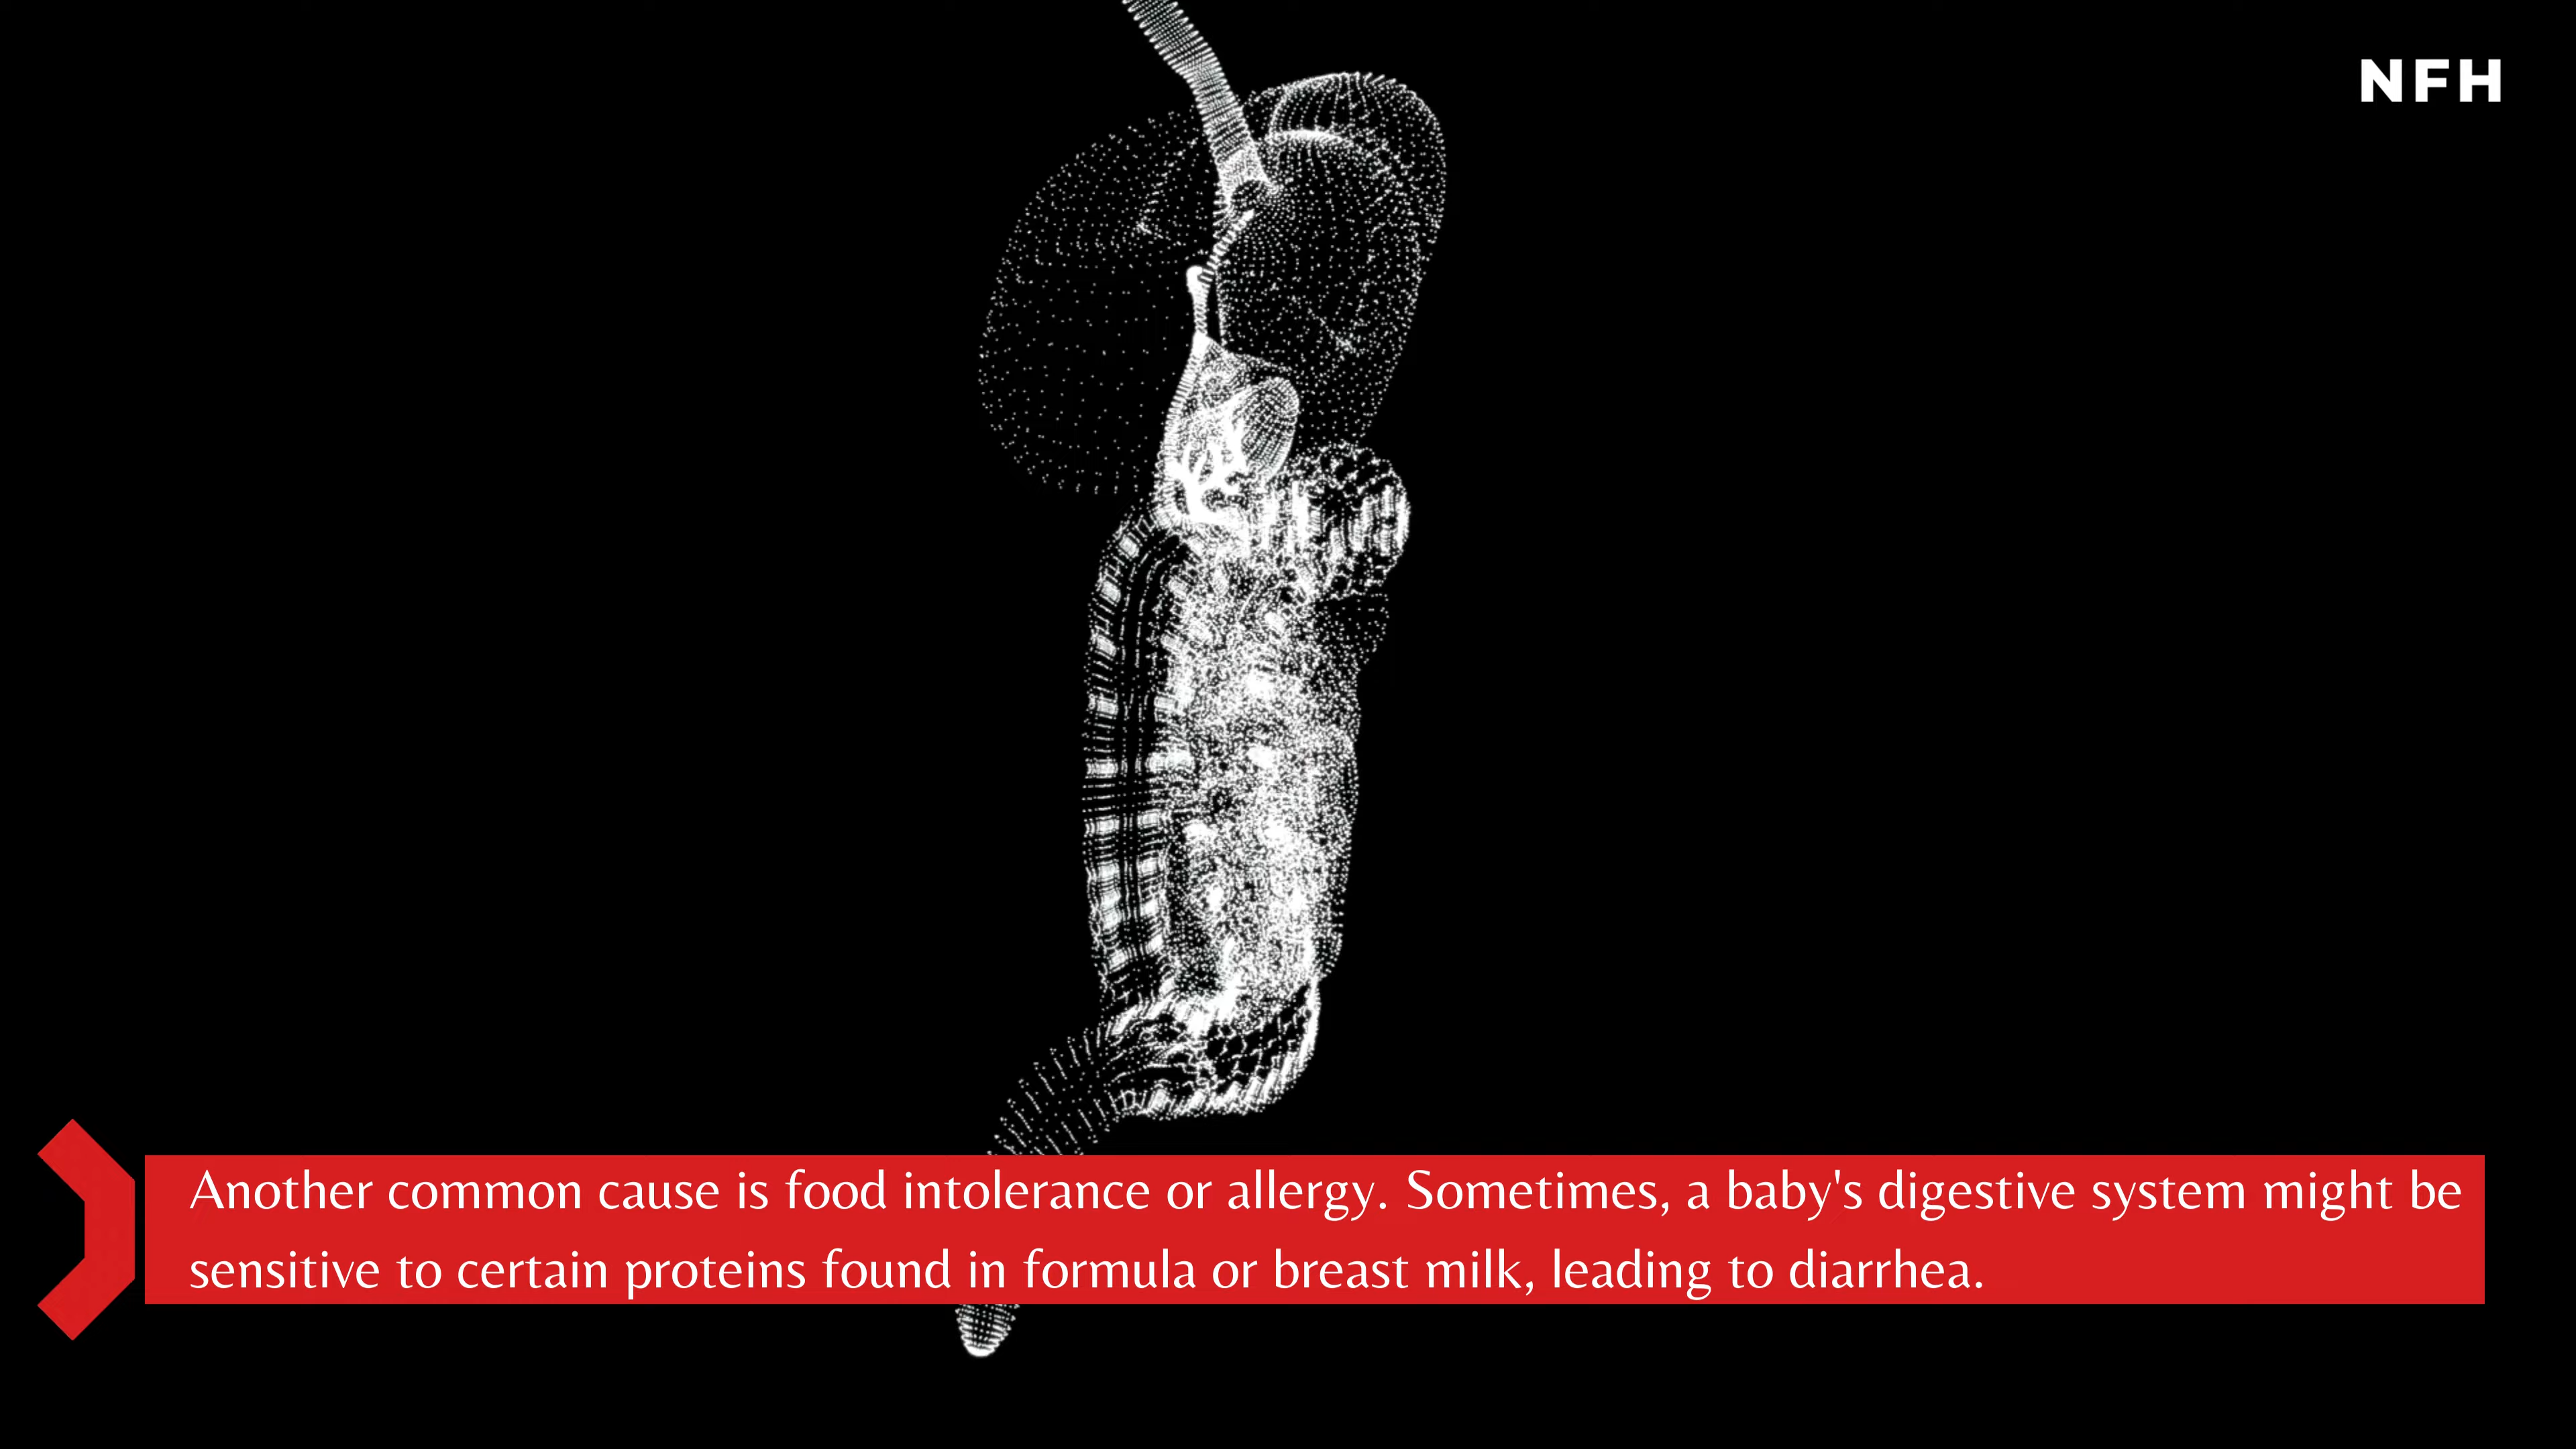 NFH
Another common cause is food intolerance or allergy. Sometimes, a baby's digestive system might be
sensitive to certain proteins found in formula or breast milk, leading to diarrhea.